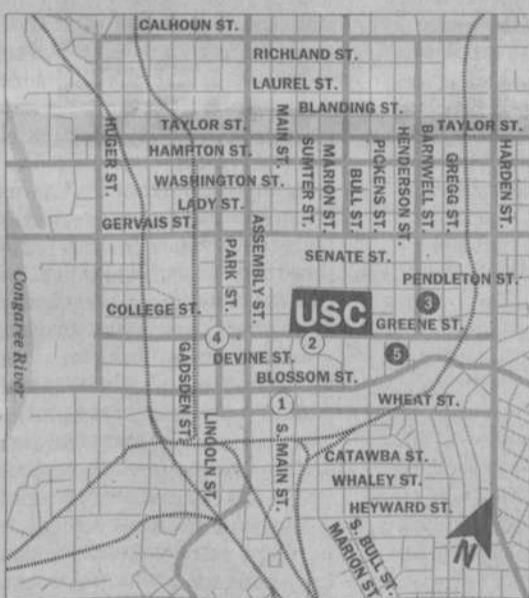 CALHOUN ST.
RICHLAND ST.
LAUREL ST.
BLANDING ST.
TAYLOR ST.
TAYLOR ST.
HUGER ST.
MAIN ST.
HAMPTON ST.
SUMTER ST.
MARION ST.
BULL ST.
PICKENS ST.
HENDERSON ST.
BARNWELL ST.
GREGG ST.
HARDEN ST.
WASHINGTON ST.
LADY ST.
GERVAIS ST.
PARK ST.
ASSEMBLY ST.
SENATE ST.
PENDLETON ST.
Congaree River
COLLEGE ST.
USC
3
GREENE ST.
4
2
DEVINE ST.
5
GADSDEN ST.
BLOSSOM ST.
1
WHEAT ST.
LINCOLN ST.
S. MAIN ST.
CATAWBA ST.
WHALEY ST.
HEYWARD ST.
S. BULL ST.
MARION ST.
N